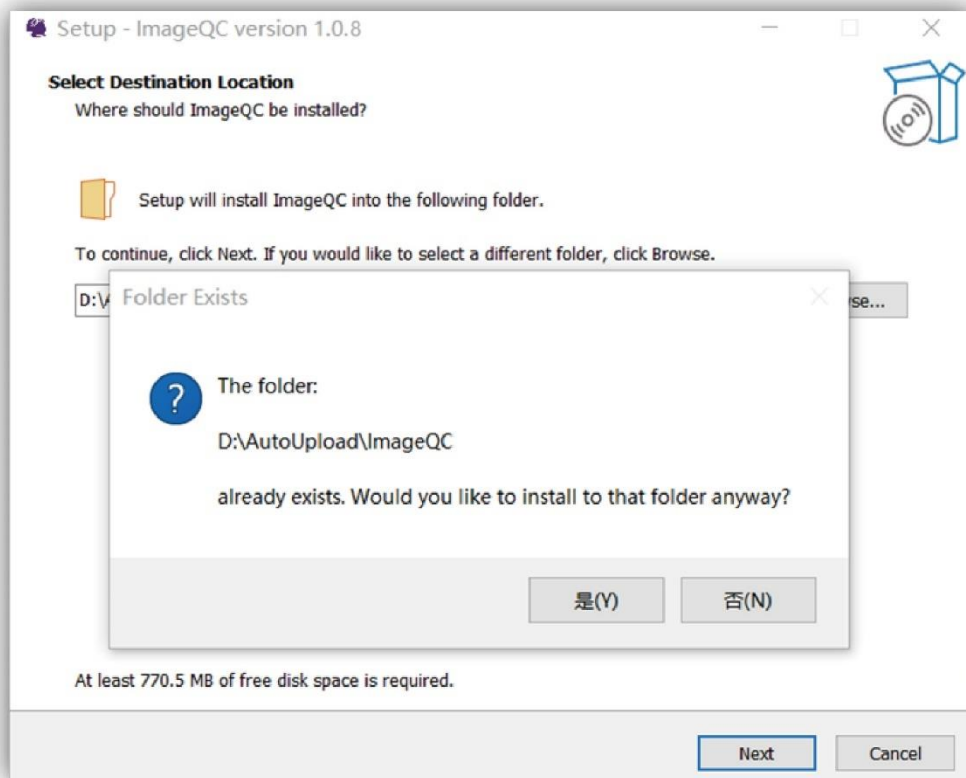 Setup - ImageQC version 1.0.8
Select Destination Location
Where should ImageQC be installed?
Setup will install ImageQC into the following folder.
To continue, click Next. If you would like to select a different folder, click Browse.
D:\
Folder Exists
The folder:
D:\AutoUpload\ImageQC
already exists. Would you like to install to that folder anyway?
是(Y)
否(N)
At least 770.5 MB of free disk space is required.
Next
Cancel